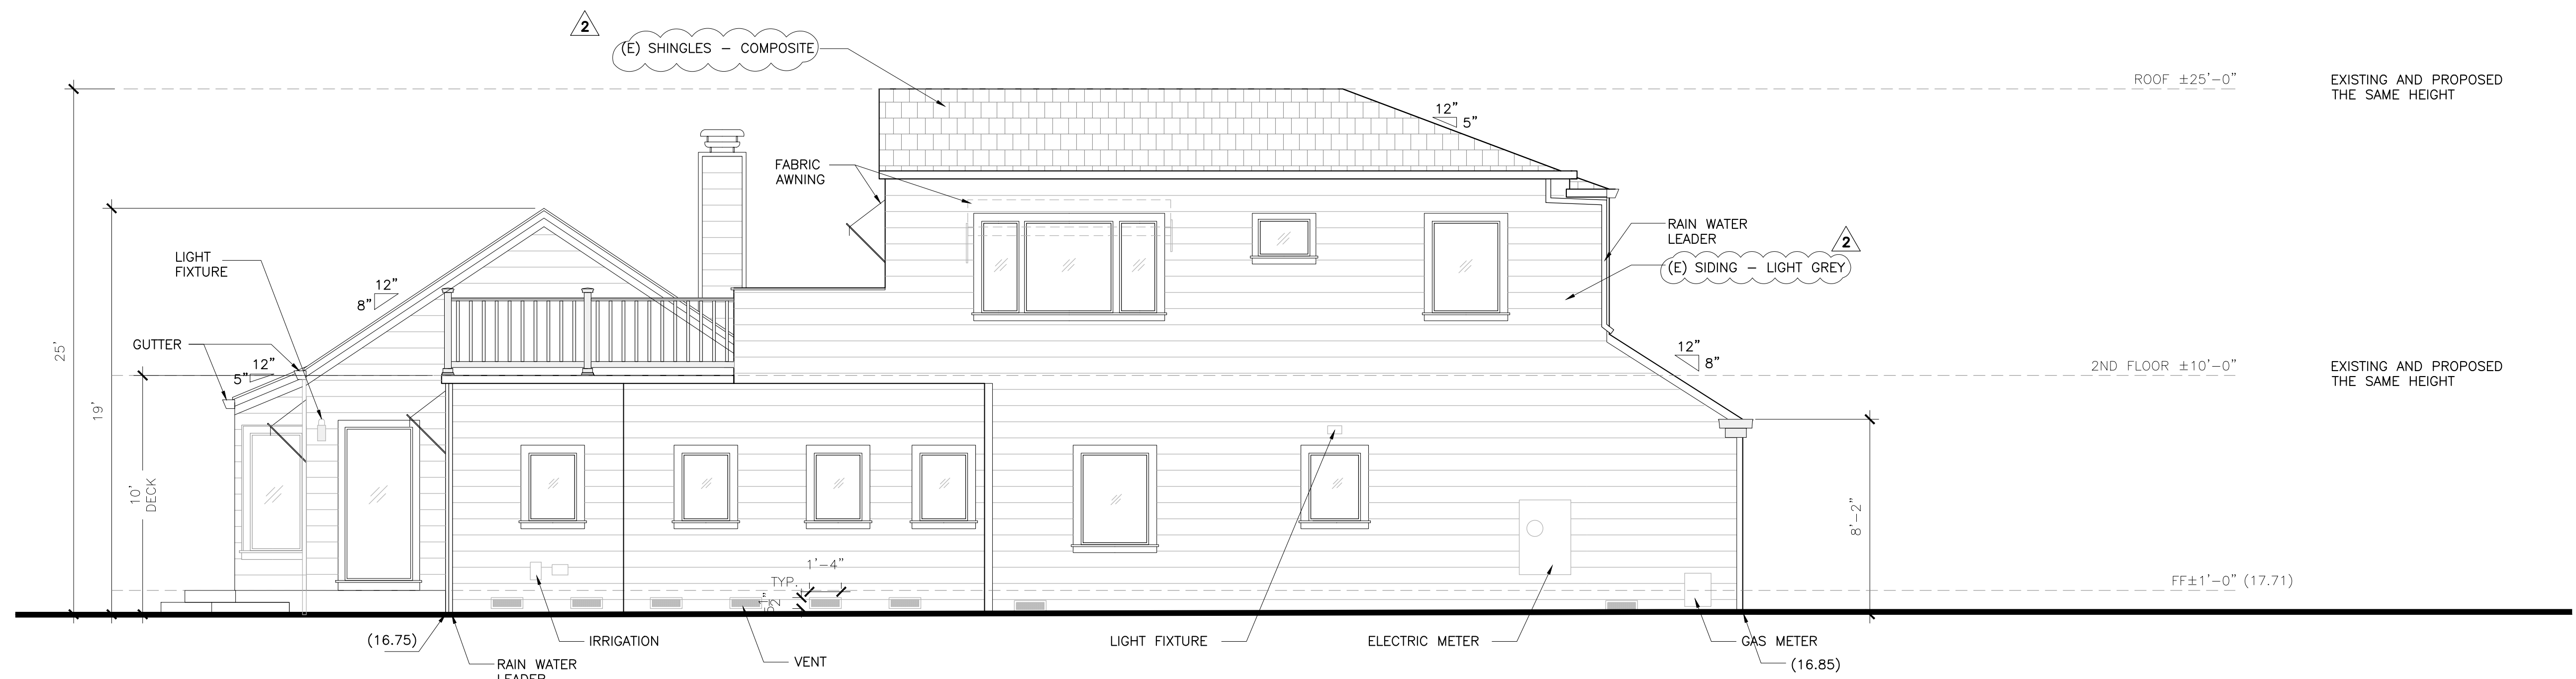 2
(E) SHINGLES – COMPOSITE
ROOF ±25'–0"
EXISTING AND PROPOSED
THE SAME HEIGHT
12"
5"
FABRIC
AWNING
RAIN WATER
LEADER
2
(E) SIDING – LIGHT GREY
LIGHT
FIXTURE
12"
8"
GUTTER
12"
5"
25'
19'
10'
DECK
12"
8"
2ND FLOOR ±10'–0"
EXISTING AND PROPOSED
THE SAME HEIGHT
8'–2"
1'–4"
TYP.
FF±1'–0" (17.71)
(16.75)
IRRIGATION
RAIN WATER
LEADER
VENT
LIGHT FIXTURE
ELECTRIC METER
GAS METER
(16.85)